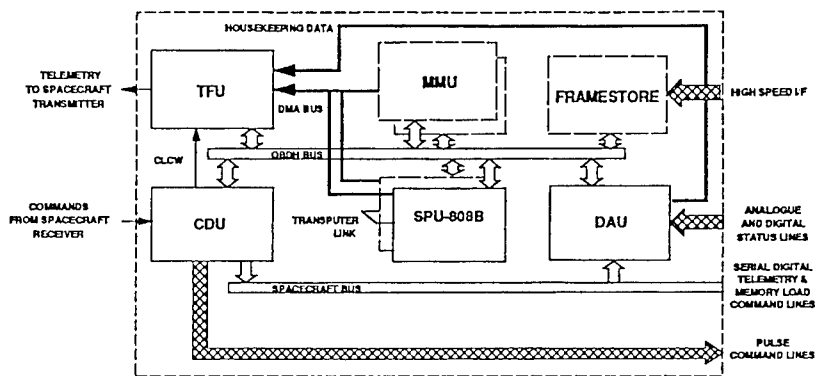 HOUSEKEEPING DATA
TELEMETRY
TO SPACECRAFT
TRANSMITTER
TFU
MMU
FRAMESTORE
HIGH SPEED I/F
DMA BUS
CLCW
OBDH BUS
COMMANDS
FROM SPACECRAFT
RECEIVER
CDU
TRANSPUTER
LINK
SPU-808B
DAU
ANALOGUE
AND DIGITAL
STATUS LINES
SPACECRAFT BUS
SERIAL DIGITAL
TELEMETRY &
MEMORY LOAD
COMMAND LINES
PULSE
COMMAND LINES